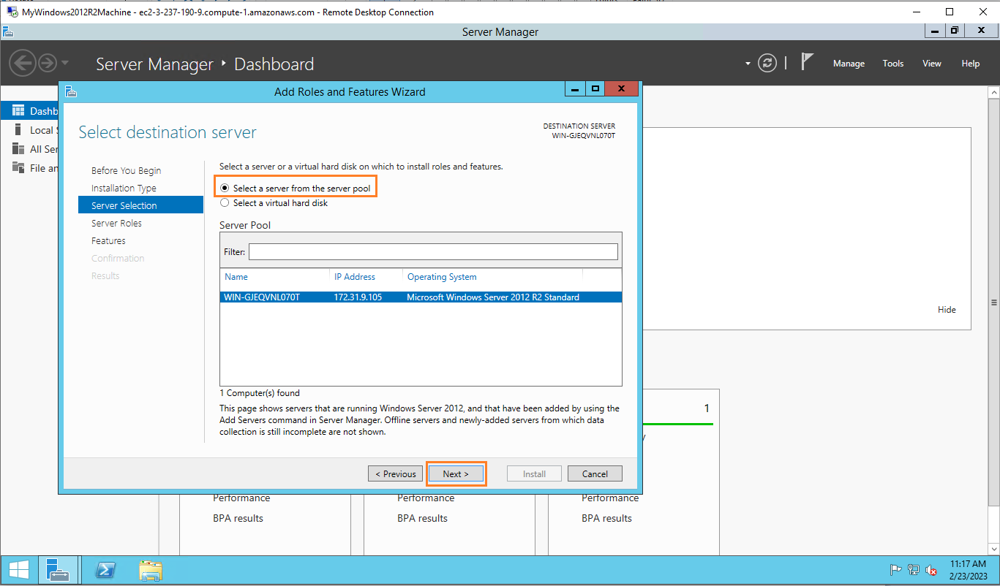 MyWindows2012R2Machine - ec2-3-237-190-9.compute-1.amazonaws.com - Remote Desktop Connection
Server Manager
Server Manager ‣ Dashboard
Manage Tools View Help
Add Roles and Features Wizard
Dashb
Local S
All Ser
File an
Select destination server
DESTINATION SERVER
WIN-GJEQVNL070T
Before You Begin
Installation Type
Server Selection
Server Roles
Features
Confirmation
Results
Select a server or a virtual hard disk on which to install roles and features.
Select a server from the server pool
Select a virtual hard disk
Server Pool
Filter:
Name IP Address Operating System
WIN-GJEQVNL070T 172.31.9.105 Microsoft Windows Server 2012 R2 Standard
1 Computer(s) found
This page shows servers that are running Windows Server 2012, and that have been added by using the
Add Servers command in Server Manager. Offline servers and newly-added servers from which data
collection is still incomplete are not shown.
< Previous Next > Install Cancel
Hide
1
Performance Performance Performance
BPA results BPA results BPA results
11:17 AM
2/23/2023